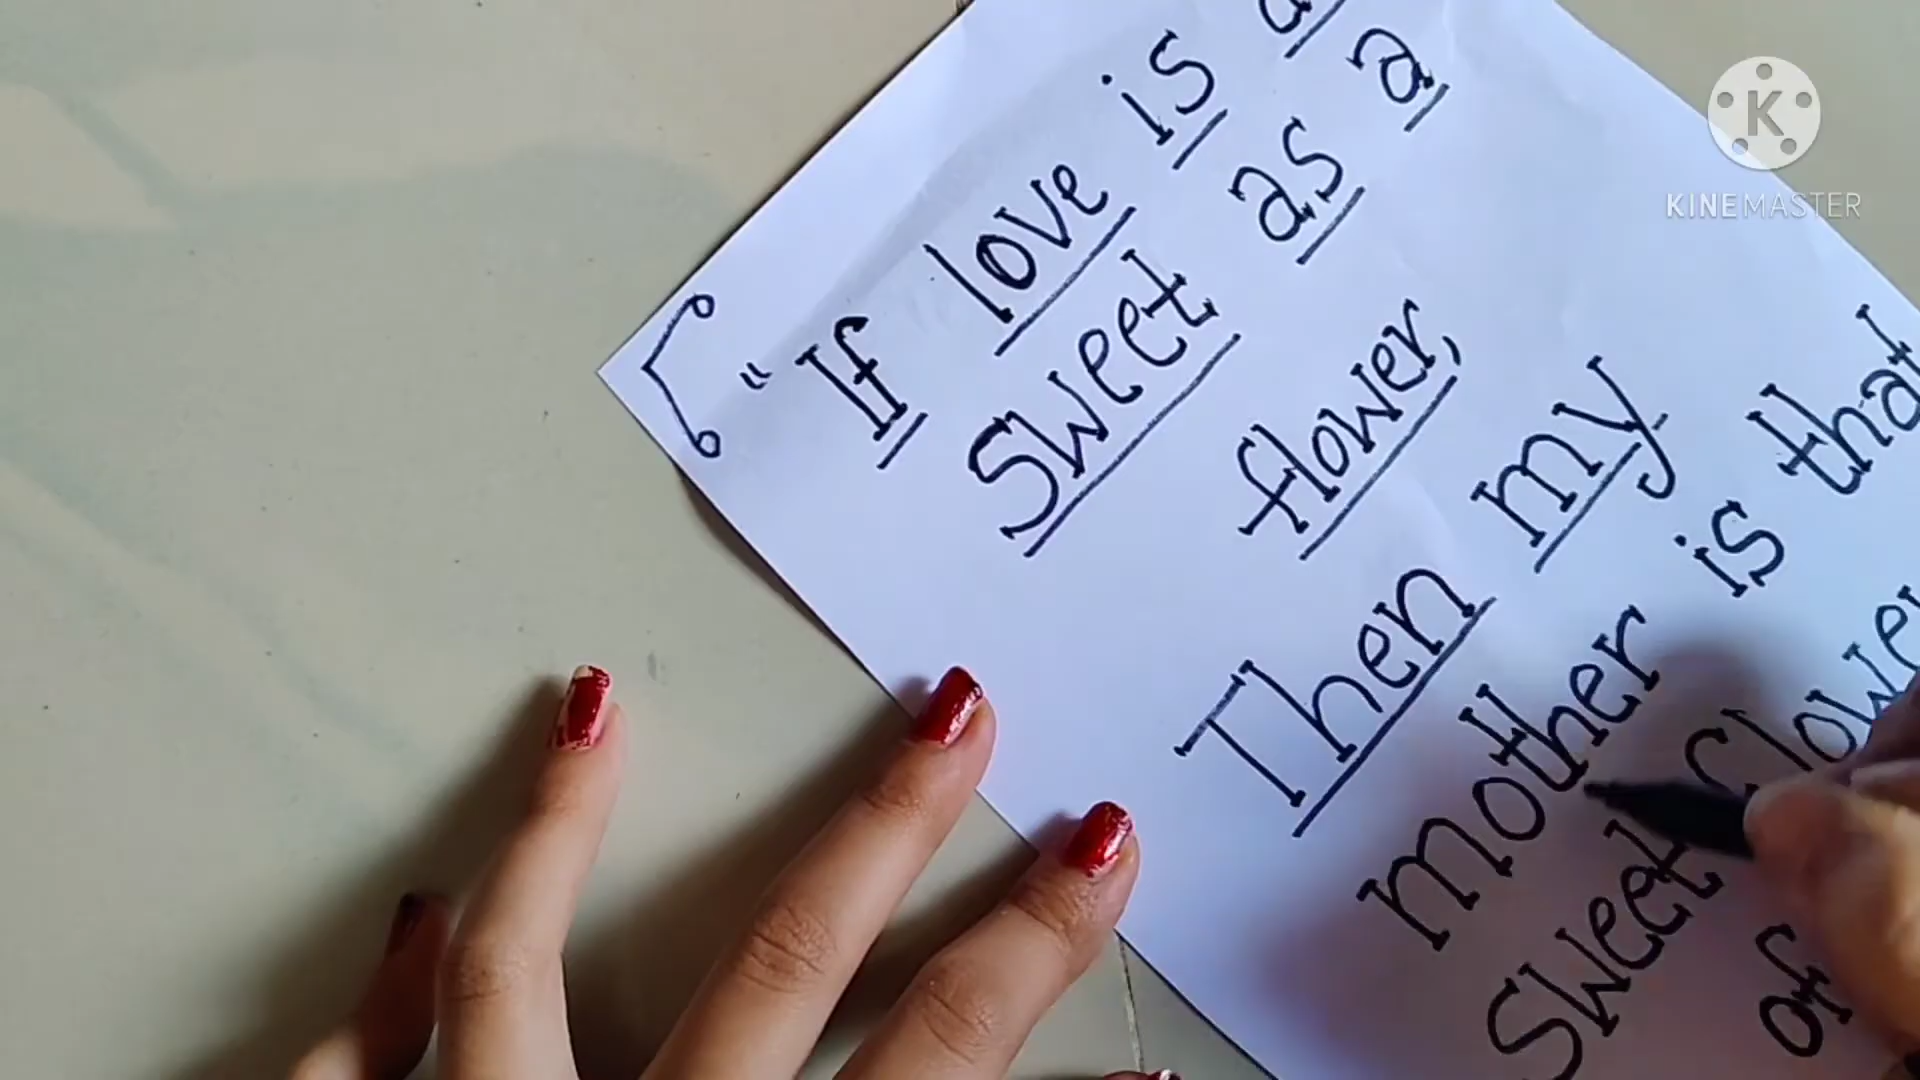 "If love is
Sweet as a
flower,
Then my
mother is that
Sweet flower
of
K
KINEMASTER